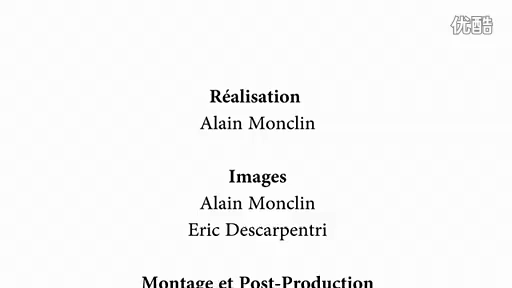 优酷
Réalisation
Alain Monclin
Images
Alain Monclin
Eric Descarpentri
Montage et Post-Production